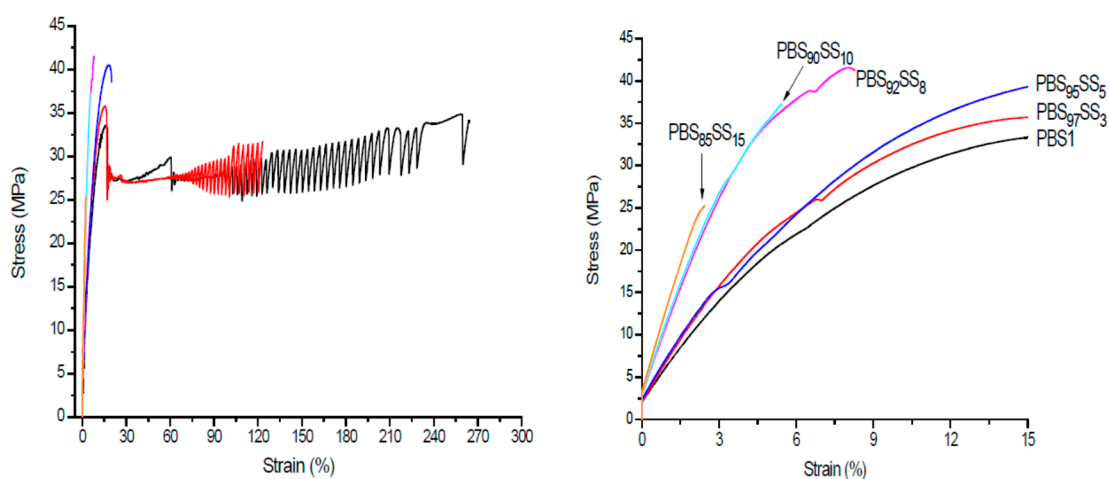 45
40
35
30
25
20
15
10
5
0
Stress (MPa)
0 30 60 90 120 150 180 210 240 270 300
Strain (%)
45
40
35
30
25
20
15
10
5
0
Stress (MPa)
0 3 6 9 12 15
Strain (%)
PBS₉₀SS₁₀
PBS₉₂SS₈
PBS₈₅SS₁₅
PBS₉₅SS₅
PBS₉₇SS₃
PBS1